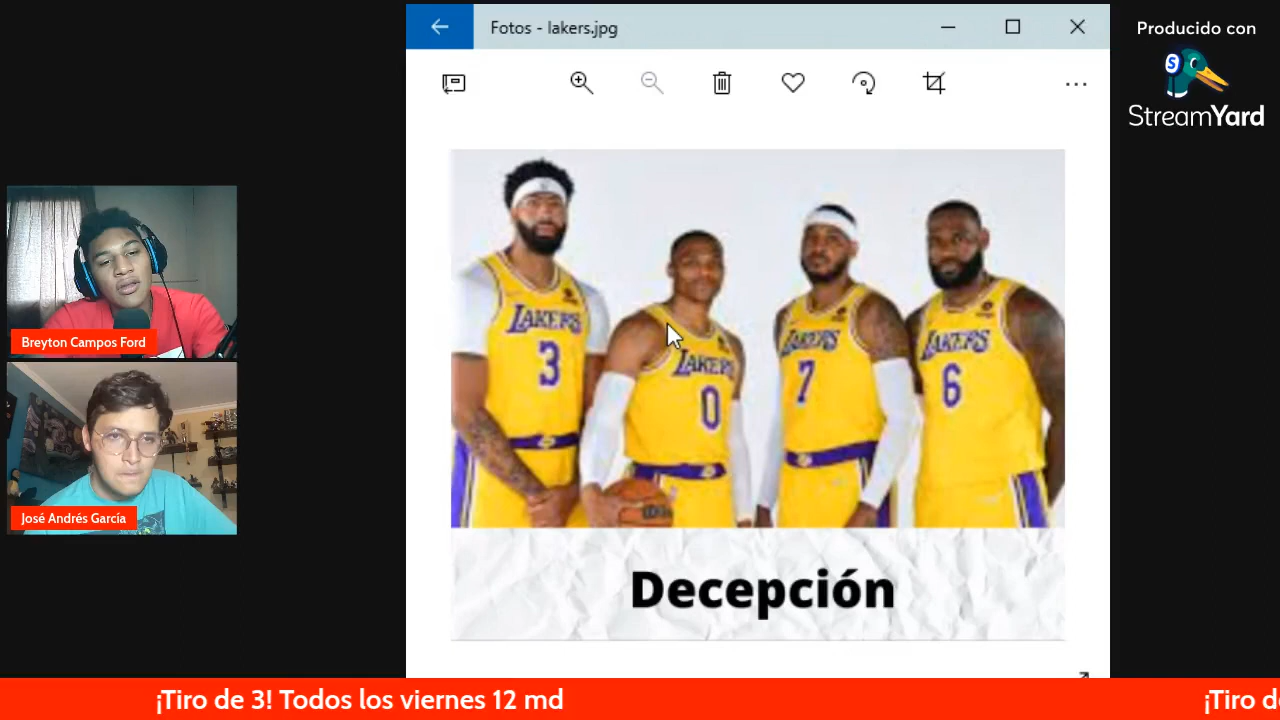 Fotos - lakers.jpg
Producido con
S
StreamYard
LAKERS
3
LAKERS
0
LAKERS
7
LAKERS
6
Breyton Campos Ford
José Andrés García
Decepción
¡Tiro de 3! Todos los viernes 12 md
¡Tiro d